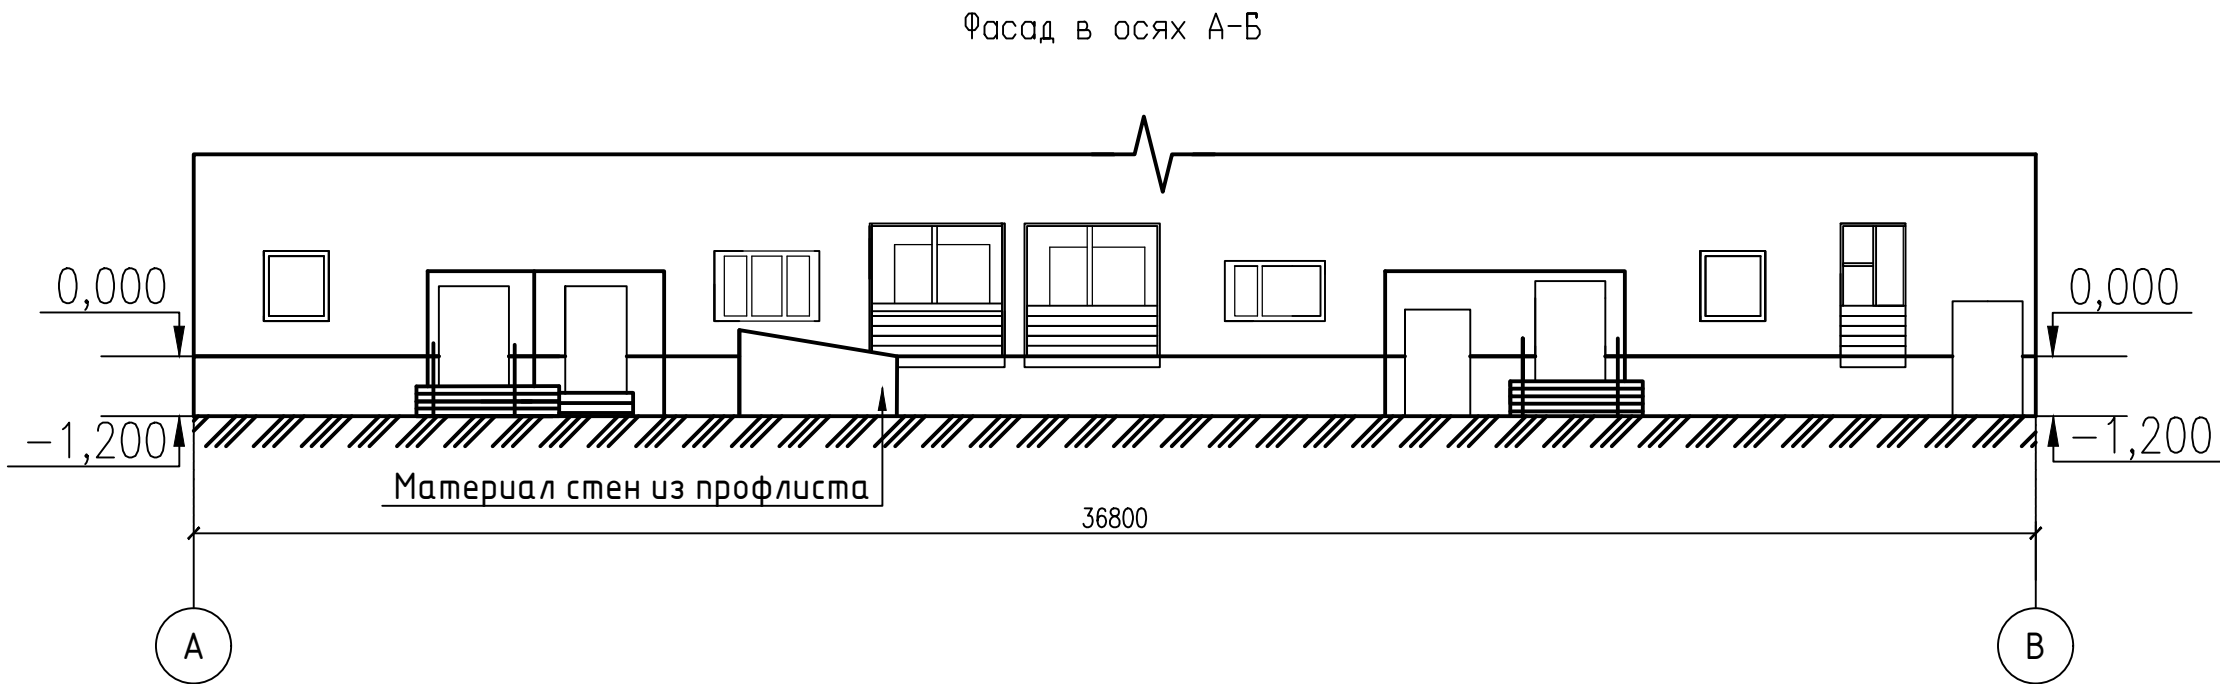 Фасад в осях А-Б
0,000
0,000
-1,200
-1,200
Материал стен из профлиста
36800
А
В